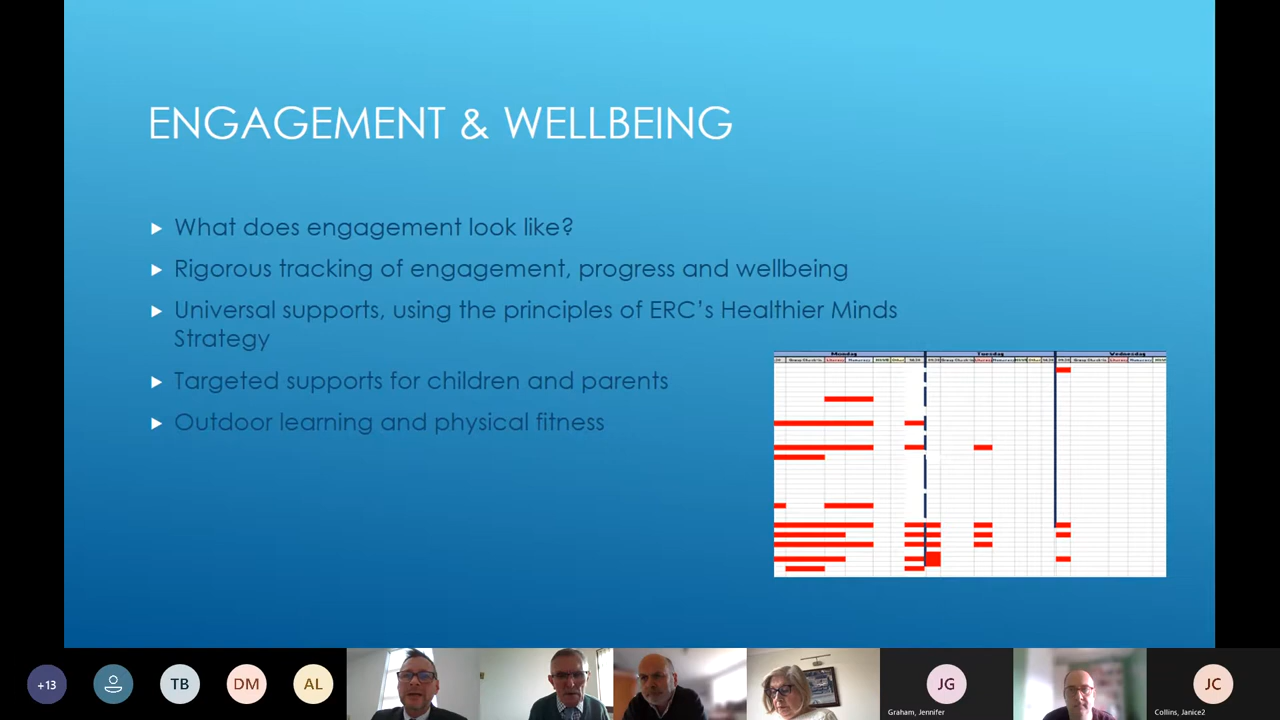 ENGAGEMENT & WELLBEING
What does engagement look like?
Rigorous tracking of engagement, progress and wellbeing
Universal supports, using the principles of ERC's Healthier Minds
Strategy
Targeted supports for children and parents
Outdoor learning and physical fitness
Monday
Tuesday
Wednesday
+13
TB
DM
AL
JG
Graham, Jennifer
JC
Collins, Janice2